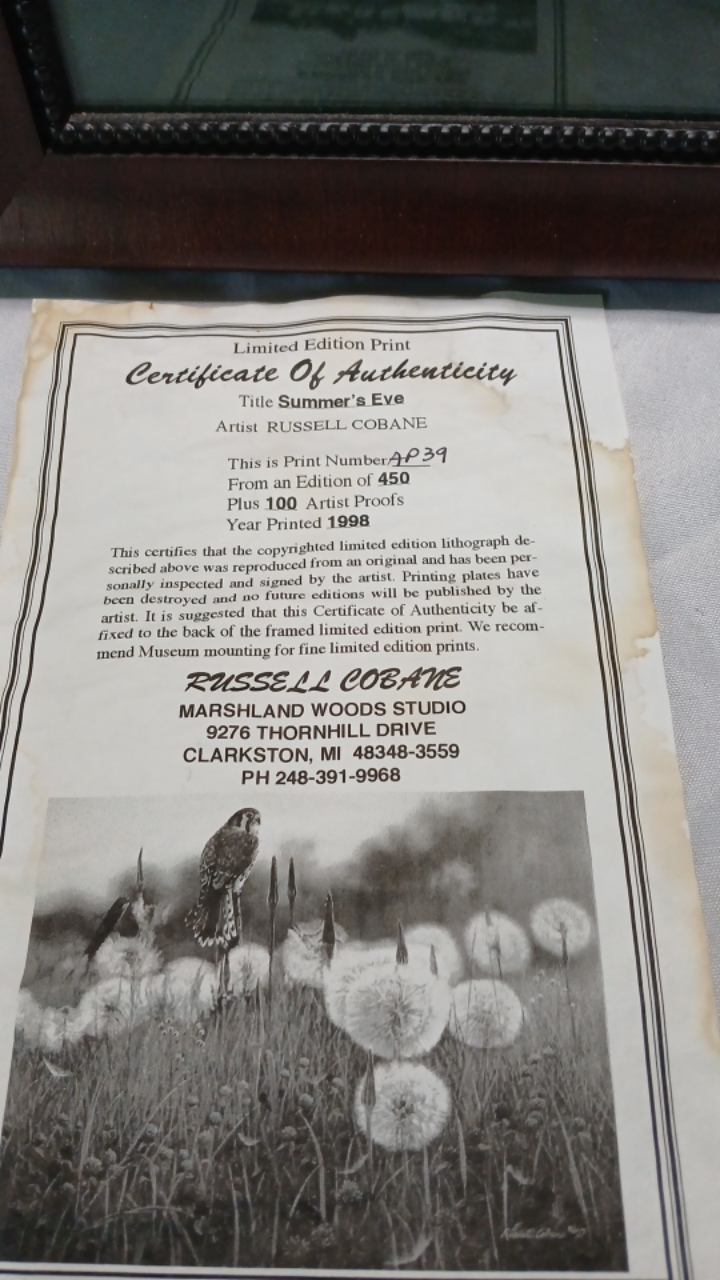 Limited Edition Print
Certificate Of Authenticity
Title Summer's Eve
Artist RUSSELL COBANE
This is Print Number AP39
From an Edition of 450
Plus 100 Artist Proofs
Year Printed 1998
This certifies that the copyrighted limited edition lithograph de-
scribed above was reproduced from an original and has been per-
sonally inspected and signed by the artist. Printing plates have
been destroyed and no future editions will be published by the
artist. It is suggested that this Certificate of Authenticity be af-
fixed to the back of the framed limited edition print. We recom-
mend Museum mounting for fine limited edition prints.
RUSSELL COBANE
MARSHLAND WOODS STUDIO
9276 THORNHILL DRIVE
CLARKSTON, MI 48348-3559
PH 248-391-9968